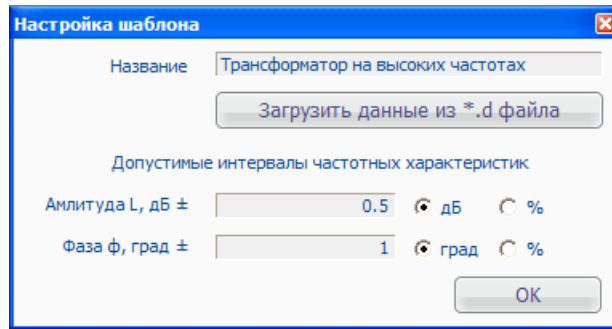 Настройка шаблона
Название Трансформатор на высоких частотах
Загрузить данные из *.d файла
Допустимые интервалы частотных характеристик
Амлитуда L, дБ ± 0.5 дБ %
Фаза ф, град ± 1 град %
OK